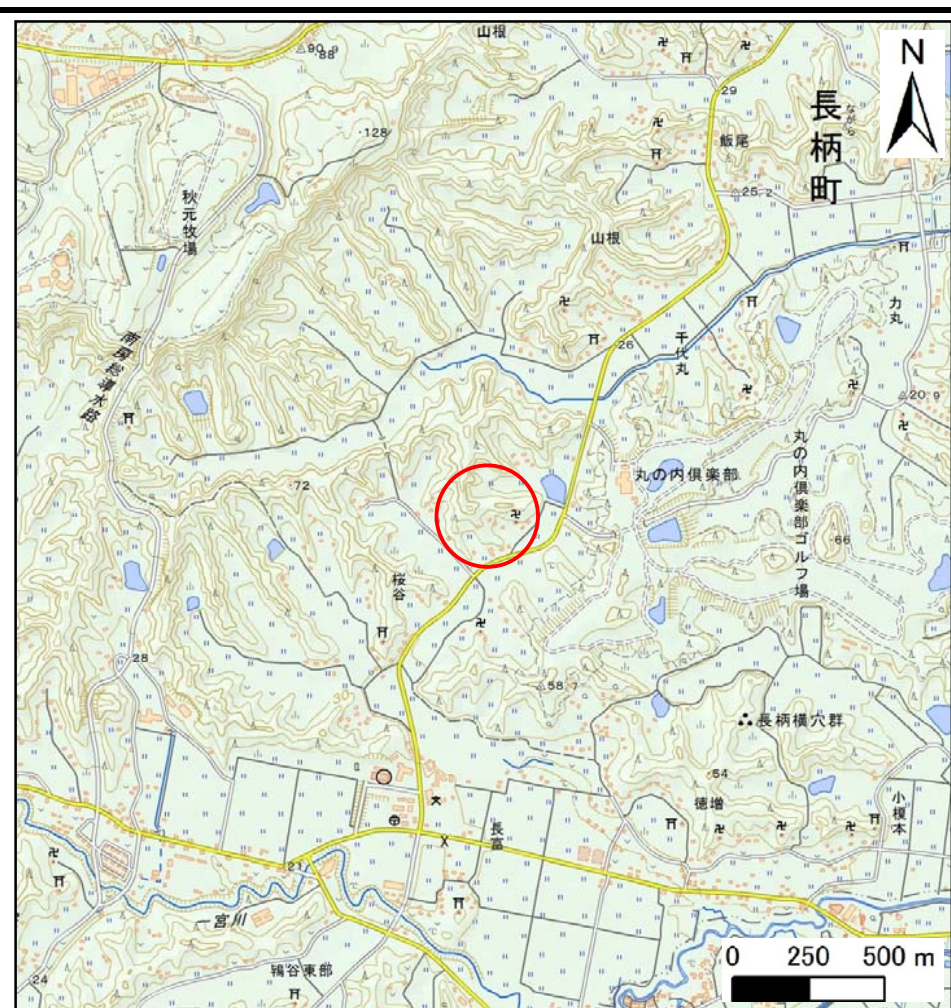 山根
90.9
88
N
29
長柄町
ながら
128
飯尾
25.2
秋元牧場
山根
力丸
千代丸
26
南房総導水路
20.9
丸の内倶楽部
丸の内倶楽部ゴルフ場
72
66
桜谷
28
58.7
長柄横穴群
54
徳増
小榎本
長富
21
一宮川
24
鴇谷東部
0 250 500 m